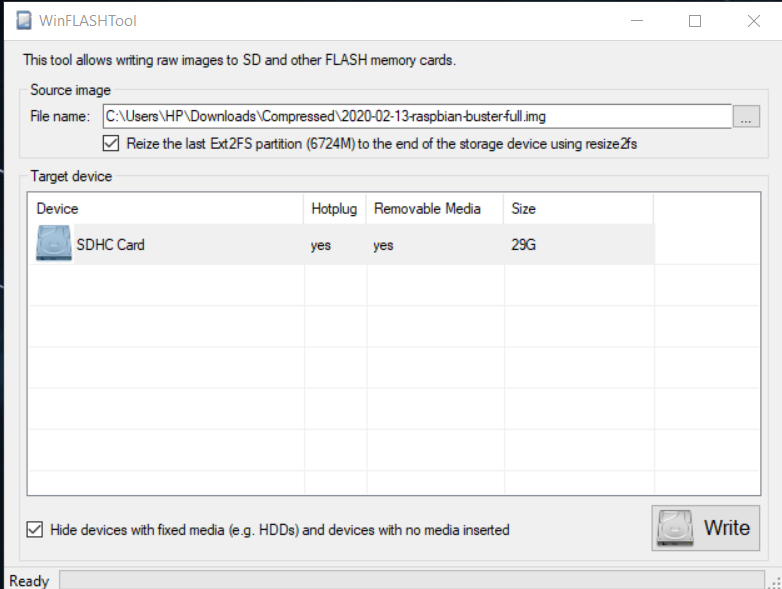 WinFLASHTool
This tool allows writing raw images to SD and other FLASH memory cards.
Source image
File name: C:\Users\HP\Downloads\Compressed\2020-02-13-raspbian-buster-full.img ...
Reize the last Ext2FS partition (6724M) to the end of the storage device using resize2fs
Target device
Device Hotplug Removable Media Size
SDHC Card yes yes 29G
Hide devices with fixed media (e.g. HDDs) and devices with no media inserted Write
Ready